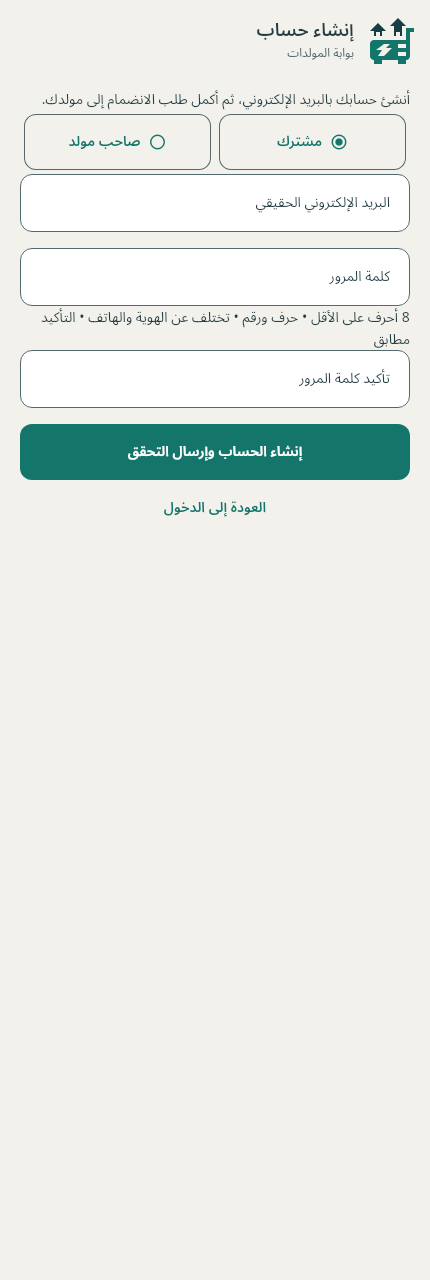 إنشاء حساب
بوابة المولدات
أنشئ حسابك بالبريد الإلكتروني، ثم أكمل طلب الانضمام إلى مولدك.
مشترك
صاحب مولد
البريد الإلكتروني الحقيقي
كلمة المرور
8 أحرف على الأقل • حرف ورقم • تختلف عن الهوية والهاتف • التأكيد
مطابق
تأكيد كلمة المرور
إنشاء الحساب وإرسال التحقق
العودة إلى الدخول